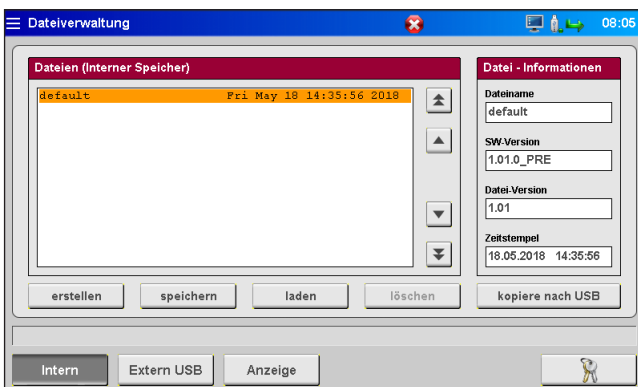 Dateiverwaltung
08:05
Dateien (Interner Speicher)
default Fri May 18 14:35:56 2018
Datei - Informationen
Dateiname
default
SW-Version
1.01.0_PRE
Datei-Version
1.01
Zeitstempel
18.05.2018 14:35:56
erstellen
speichern
laden
löschen
kopiere nach USB
Intern
Extern USB
Anzeige